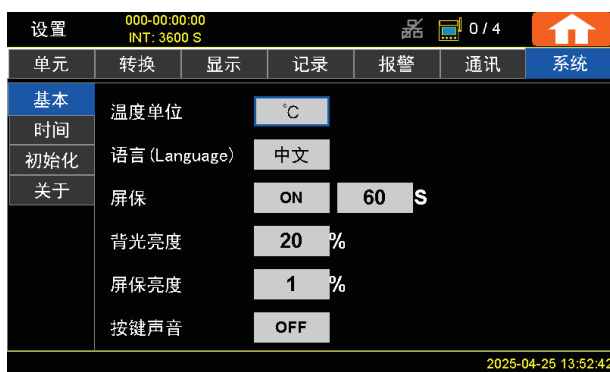 设置 000-00:00:00 0 / 4
INT: 3600 S
单元 转换 显示 记录 报警 通讯 系统
基本
时间
初始化
关于
温度单位 °C
语言(Language) 中文
屏保 ON 60 S
背光亮度 20 %
屏保亮度 1 %
按键声音 OFF
2025-04-25 13:52:42